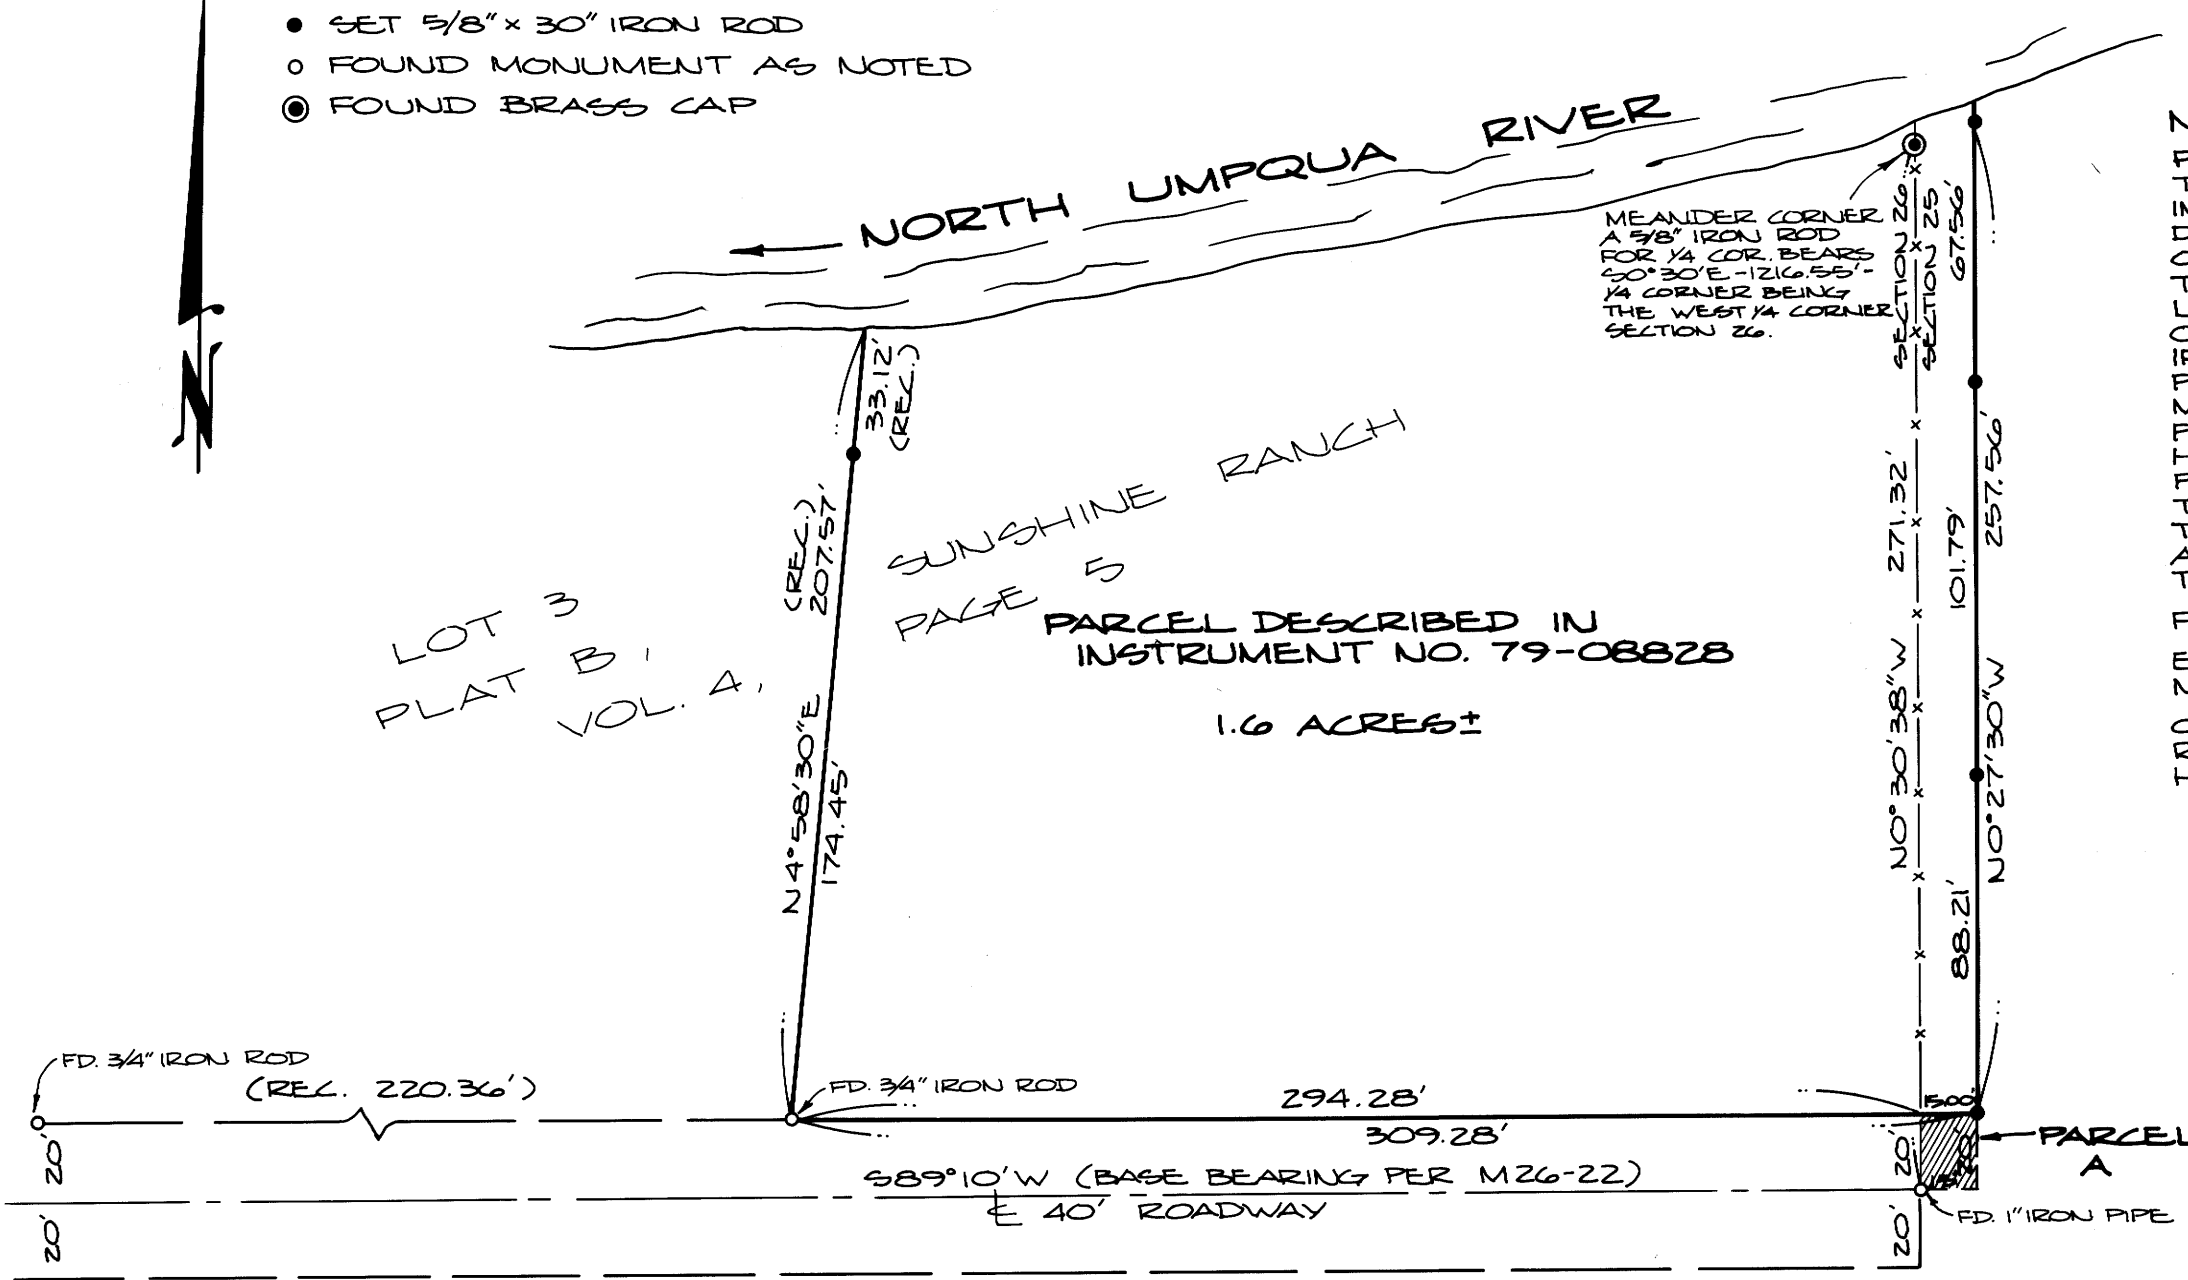 SET 5/8" x 30" IRON ROD
FOUND MONUMENT AS NOTED
FOUND BRASS CAP
N
NORTH UMPQUA RIVER
MEANDER CORNER
A 5/8" IRON ROD
FOR 1/4 COR. BEARS
S0°30'E-1216.55'-
1/4 CORNER BEING
THE WEST 1/4 CORNER
SECTION 26.
SECTION 26
SECTION 25
67.56'
33.12'
(REC.)
(REC.)
207.57'
SUNSHINE RANCH
PAGE 5
LOT 3
PLAT B,
VOL. 4,
PARCEL DESCRIBED IN
INSTRUMENT NO. 79-08828
1.6 ACRES±
271.32'
N0°30'38"W
101.79'
257.56'
N0°27'30"W
88.21'
N4°58'30"E
174.45'
FD. 3/4" IRON ROD
(REC. 220.36')
FD. 3/4" IRON ROD
294.28'
15.00'
309.28'
PARCEL
A
20'
20'
20'
S89°10'W (BASE BEARING PER M26-22)
℄ 40' ROADWAY
FD. 1" IRON PIPE
20'
20'